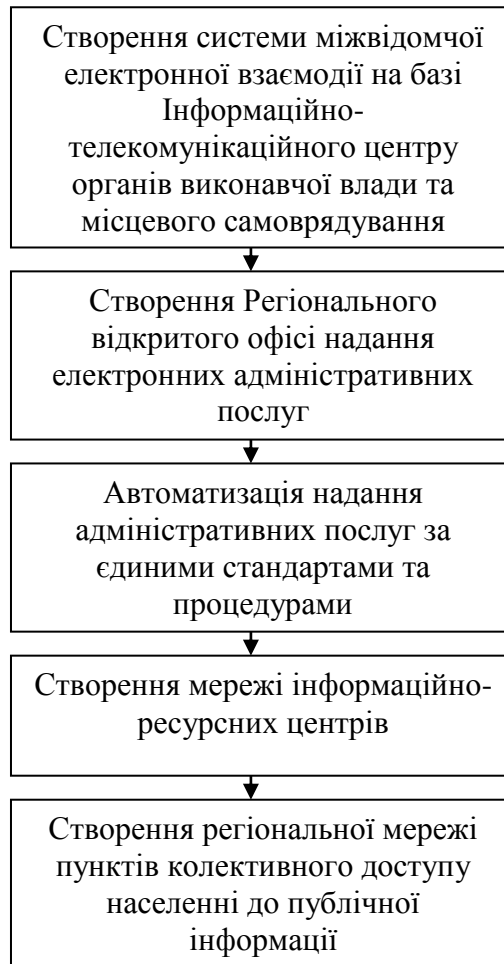 Створення системи міжвідомчої
електронної взаємодії на базі
Інформаційно-
телекомунікаційного центру
органів виконавчої влади та
місцевого самоврядування
Створення Регіонального
відкритого офісі надання
електронних адміністративних
послуг
Автоматизація надання
адміністративних послуг за
єдиними стандартами та
процедурами
Створення мережі інформаційно-
ресурсних центрів
Створення регіональної мережі
пунктів колективного доступу
населенні до публічної
інформації